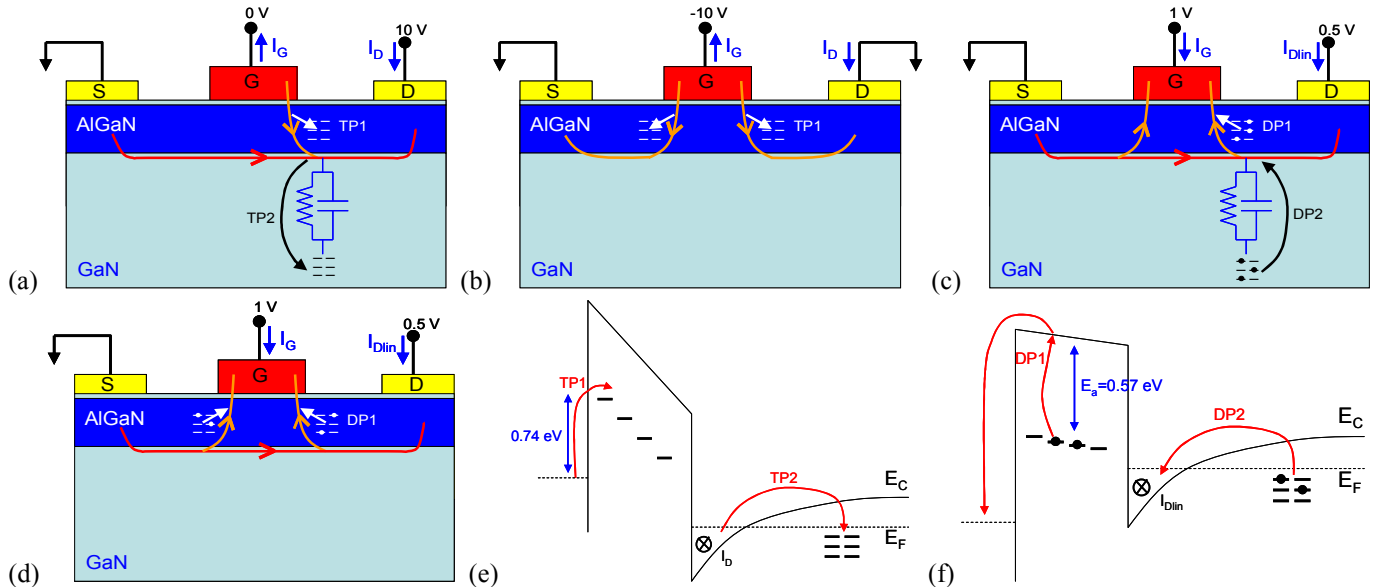 0 V
I_G
10 V
I_D
S
G
D
AlGaN
TP1
TP2
GaN
(a)
-10 V
I_G
I_D
S
G
D
AlGaN
TP1
GaN
(b)
1 V
I_G
0.5 V
I_Dlin
S
G
D
AlGaN
DP1
DP2
GaN
(c)
1 V
I_G
0.5 V
I_Dlin
S
G
D
AlGaN
DP1
GaN
(d)
TP1
0.74 eV
TP2
E_C
E_F
I_D
(e)
DP1
E_a=0.57 eV
DP2
E_C
E_F
I_Dlin
(f)